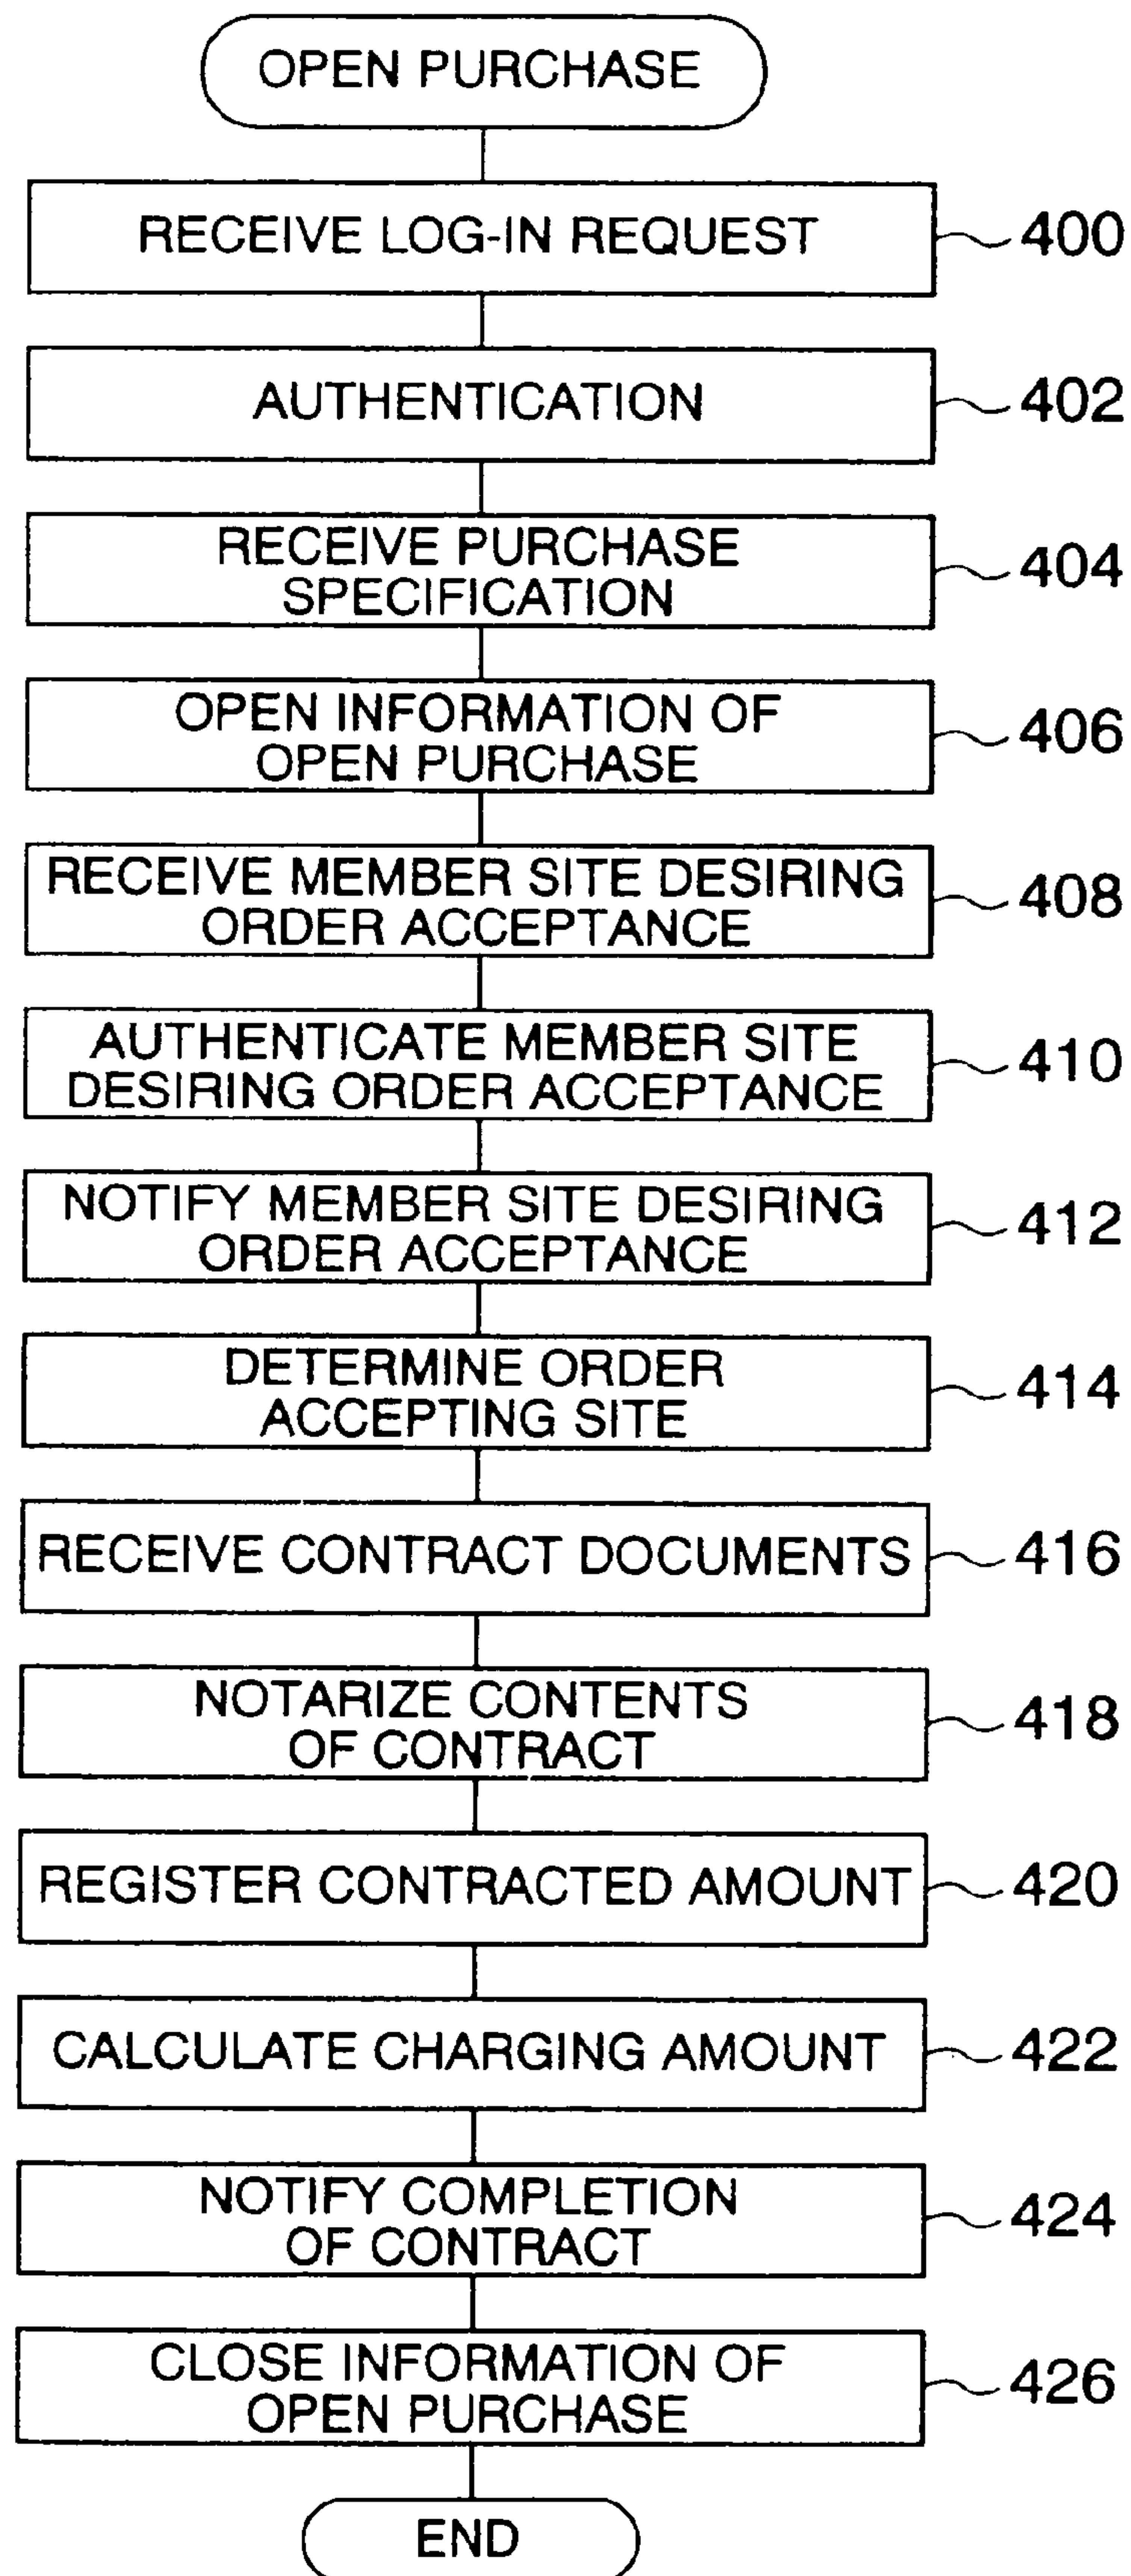 OPEN PURCHASE
RECEIVE LOG-IN REQUEST
400
AUTHENTICATION
402
RECEIVE PURCHASE
SPECIFICATION
404
OPEN INFORMATION OF
OPEN PURCHASE
406
RECEIVE MEMBER SITE DESIRING
ORDER ACCEPTANCE
408
AUTHENTICATE MEMBER SITE
DESIRING ORDER ACCEPTANCE
410
NOTIFY MEMBER SITE DESIRING
ORDER ACCEPTANCE
412
DETERMINE ORDER
ACCEPTING SITE
414
RECEIVE CONTRACT DOCUMENTS
416
NOTARIZE CONTENTS
OF CONTRACT
418
REGISTER CONTRACTED AMOUNT
420
CALCULATE CHARGING AMOUNT
422
NOTIFY COMPLETION
OF CONTRACT
424
CLOSE INFORMATION OF
OPEN PURCHASE
426
END